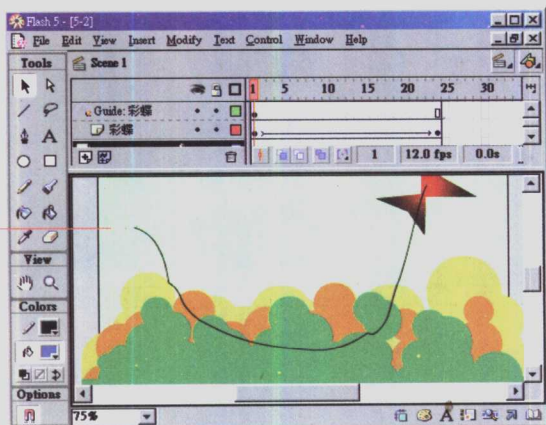 Flash 5 - [5-2]
File Edit View Insert Modify Text Control Window Help
Tools
Scene 1
1 5 10 15 20 25 30
Guide: 彩蝶
彩蝶
1 12.0 fps 0.0s
A
View
Colors
Options
75%
A